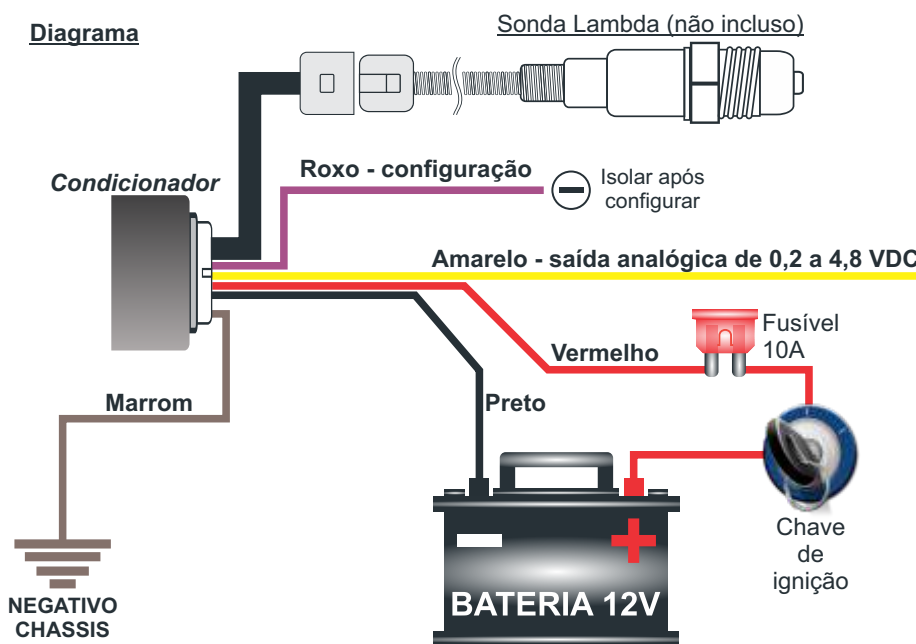 Diagrama
Sonda Lambda (não incluso)
Roxo - configuração
Isolar após
configurar
Condicionador
Amarelo - saída analógica de 0,2 a 4,8 VDC
Fusível
10A
Vermelho
Marrom
Preto
Chave
de
ignição
BATERIA 12V
NEGATIVO
CHASSIS